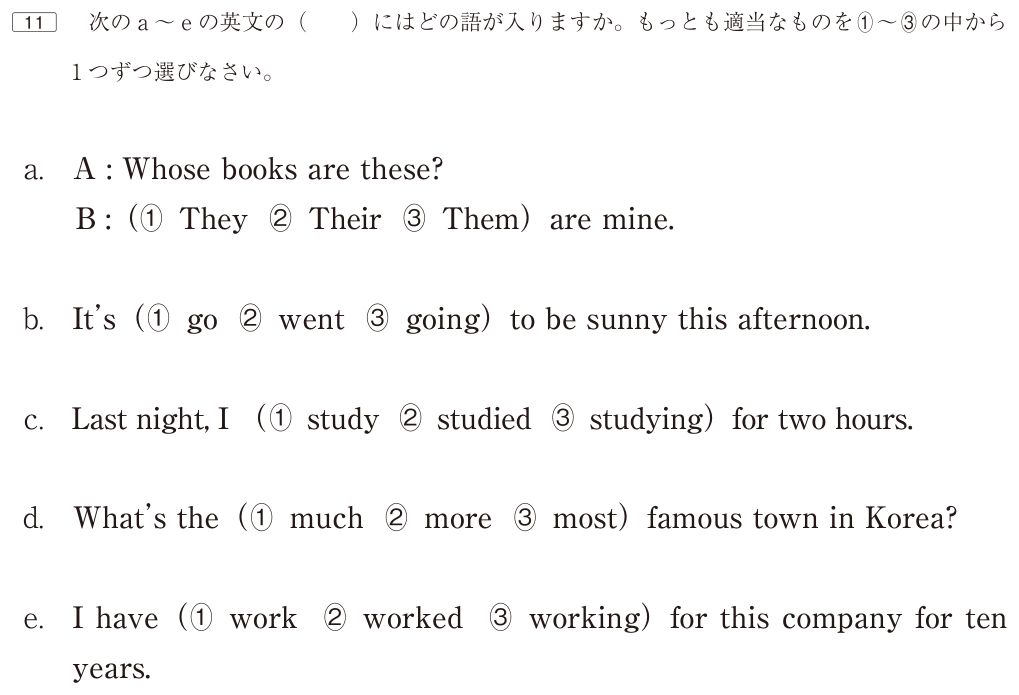 11 次のa~eの英文の( )にはどの語が入りますか。もっとも適当なものを①~③の中から
1つずつ選びなさい。
a. A : Whose books are these?
B : (① They ② Their ③ Them) are mine.
b. It's (① go ② went ③ going) to be sunny this afternoon.
c. Last night, I (① study ② studied ③ studying) for two hours.
d. What's the (① much ② more ③ most) famous town in Korea?
e. I have (① work ② worked ③ working) for this company for ten
years.